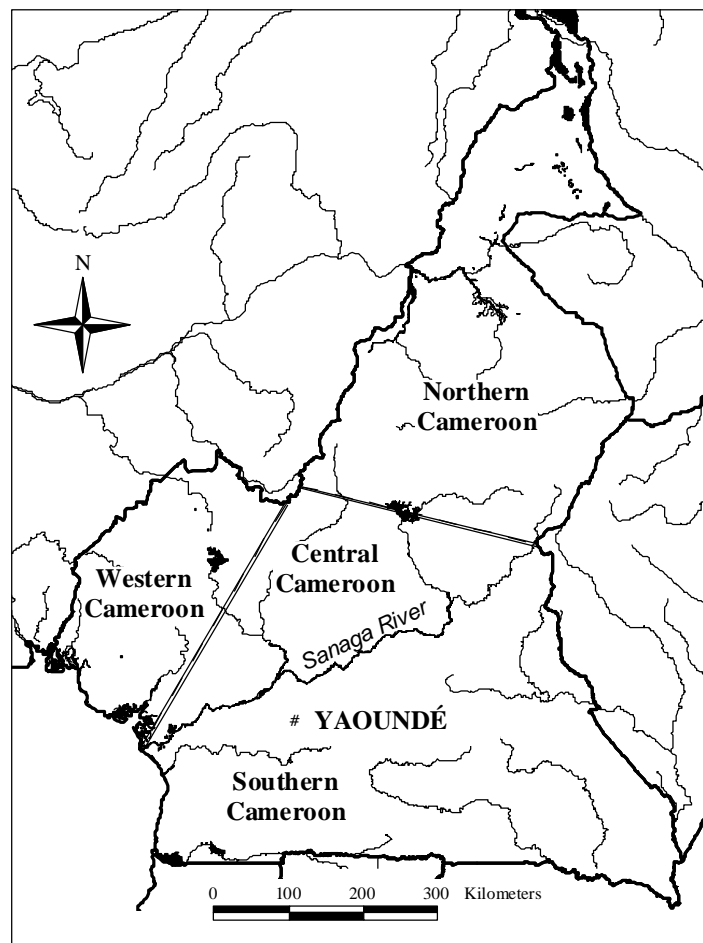 N
Northern
Cameroon
Central
Cameroon
Western
Cameroon
Sanaga River
# YAOUNDÉ
Southern
Cameroon
0 100 200 300 Kilometers